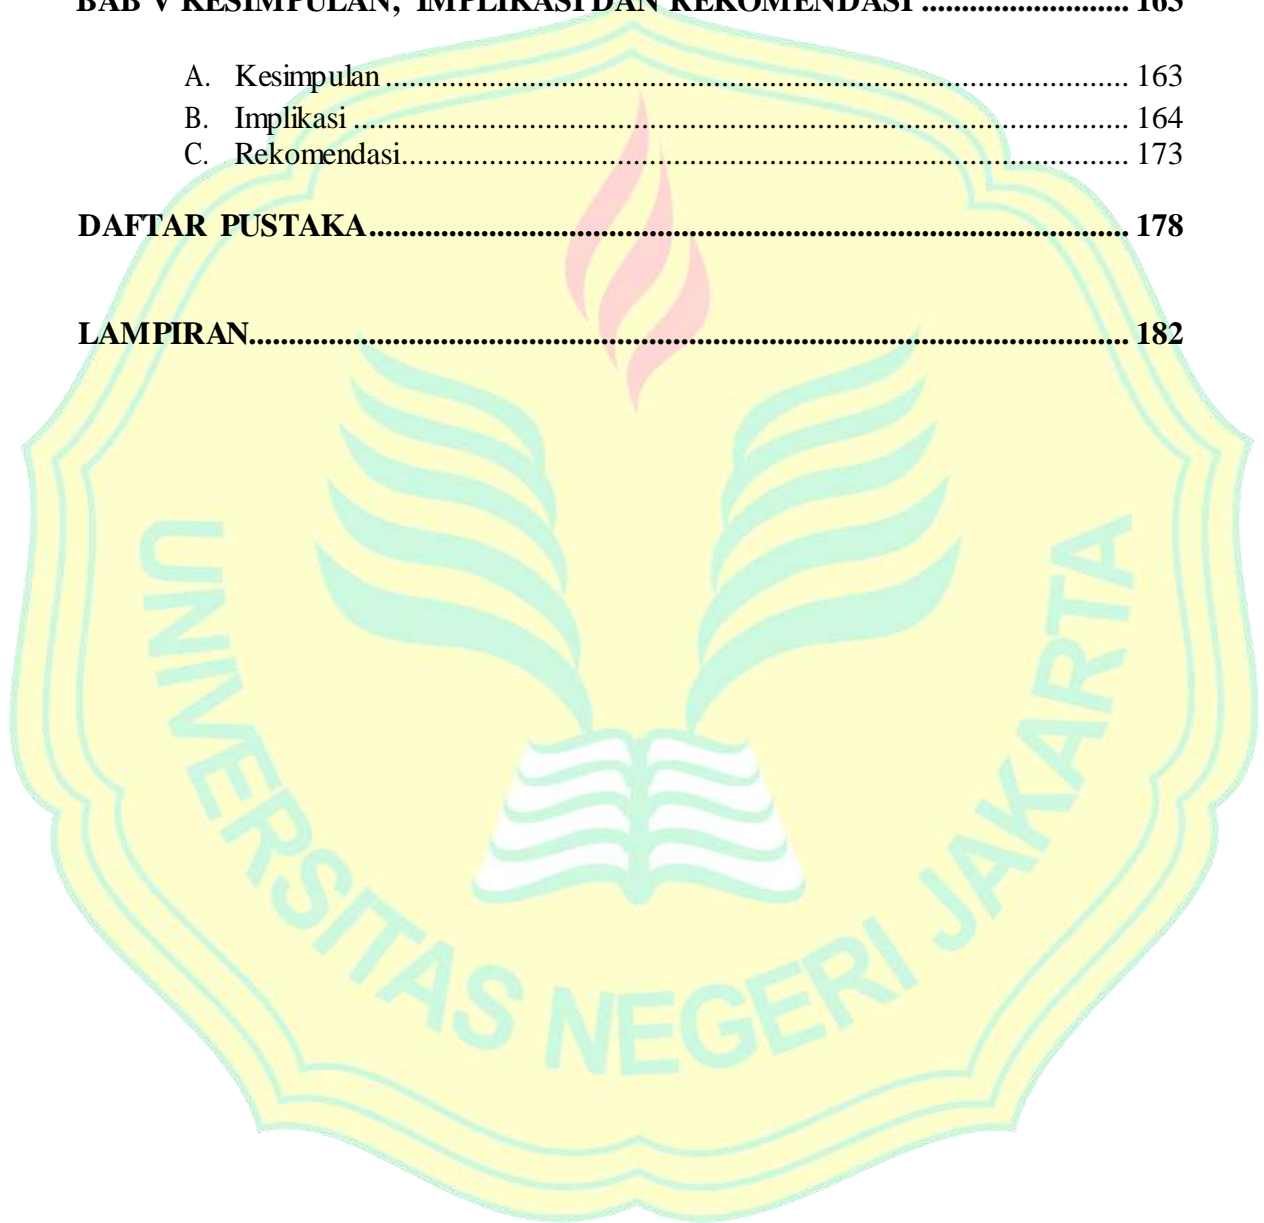 BAB V KESIMPULAN, IMPLIKASI DAN REKOMENDASI ........................... 163
A. Kesimpulan ................................................................................................ 163
B. Implikasi .................................................................................................... 164
C. Rekomendasi.............................................................................................. 173
DAFTAR PUSTAKA................................................................................................ 178
LAMPIRAN............................................................................................................... 182
UNIVERSITAS NEGERI JAKARTA